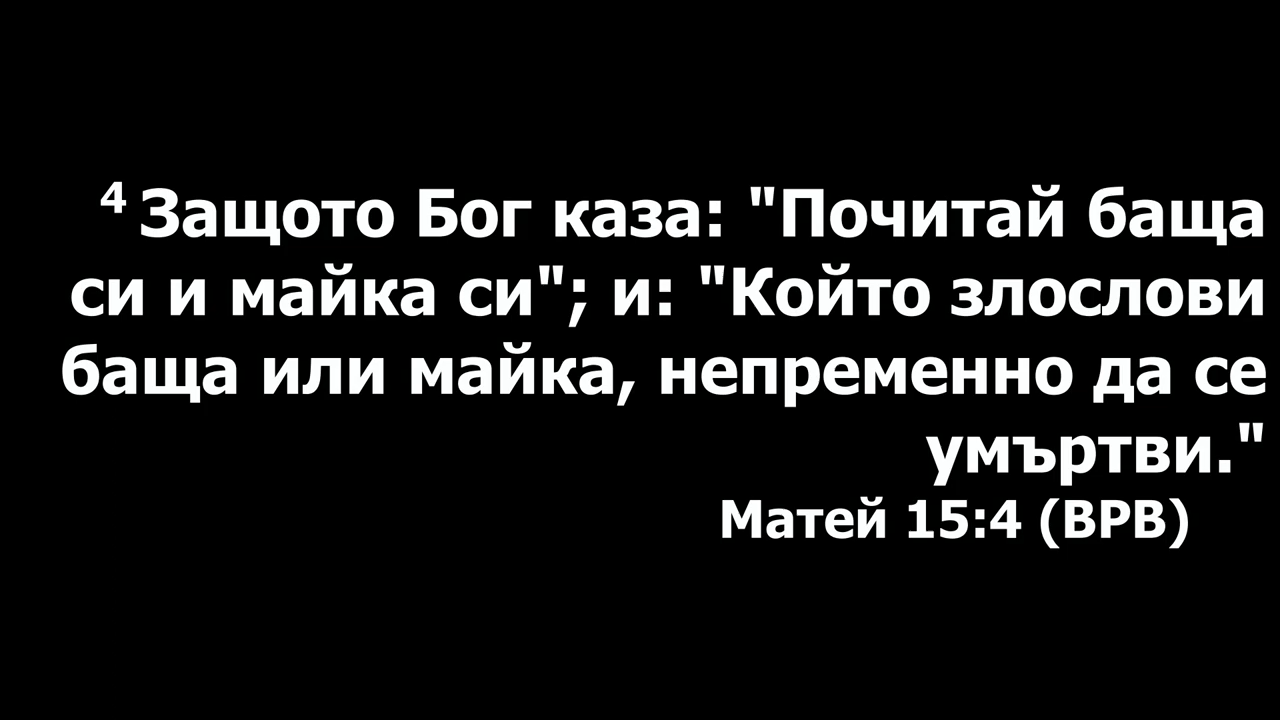 4 Защото Бог каза: "Почитай баща
си и майка си"; и: "Който злослови
баща или майка, непременно да се
умъртви."
Матей 15:4 (ВРВ)